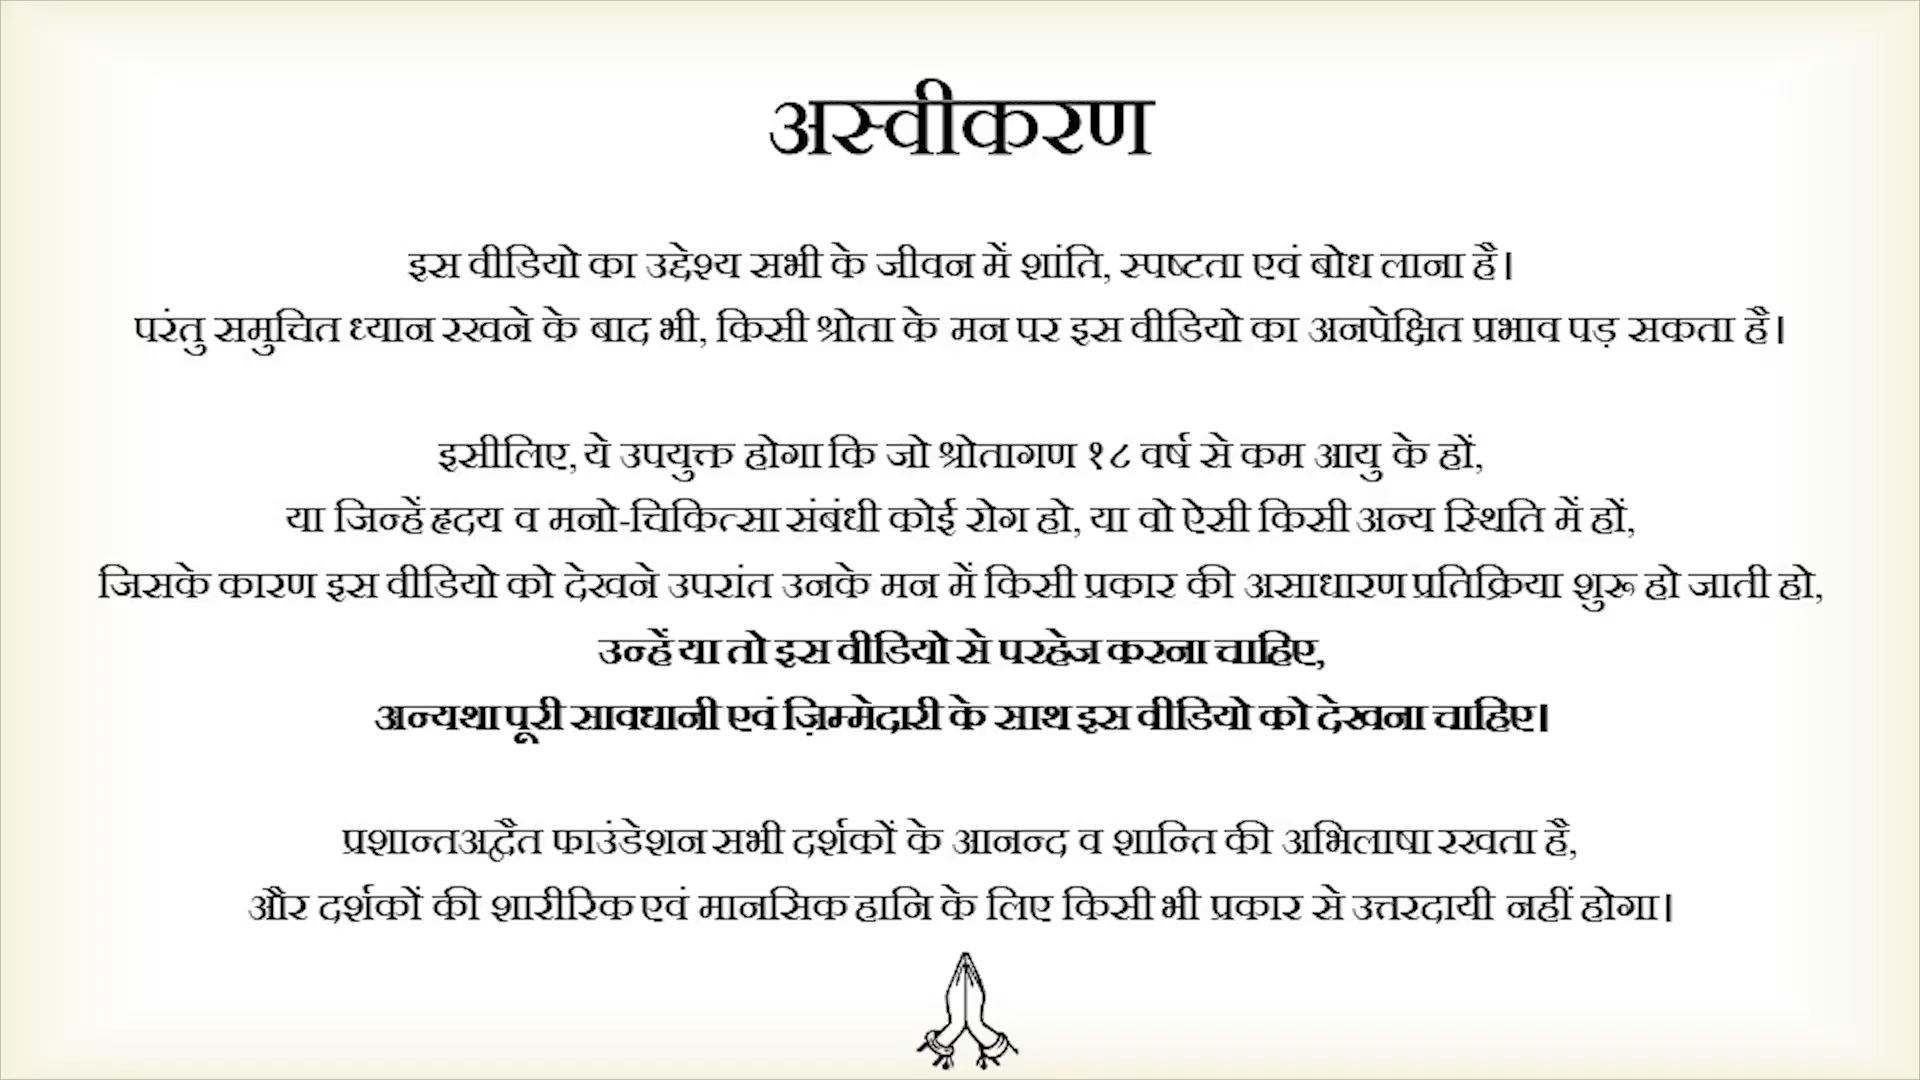 अस्वीकरण
इस वीडियो का उद्देश्य सभी के जीवन में शांति, स्पष्टता एवं बोध लाना है।
परंतु समुचित ध्यान रखने के बाद भी, किसी श्रोता के मन पर इस वीडियो का अनपेक्षित प्रभाव पड़ सकता है।
इसीलिए, ये उपयुक्त होगा कि जो श्रोतागण १८ वर्ष से कम आयु के हों,
या जिन्हें हृदय व मनो-चिकित्सा संबंधी कोई रोग हो, या वो ऐसी किसी अन्य स्थिति में हों,
जिसके कारण इस वीडियो को देखने उपरांत उनके मन में किसी प्रकार की असाधारण प्रतिक्रिया शुरू हो जाती हो,
उन्हें या तो इस वीडियो से परहेज करना चाहिए,
अन्यथा पूरी सावधानी एवं ज़िम्मेदारी के साथ इस वीडियो को देखना चाहिए।
प्रशान्तअद्वैत फाउंडेशन सभी दर्शकों के आनन्द व शान्ति की अभिलाषा रखता है,
और दर्शकों की शारीरिक एवं मानसिक हानि के लिए किसी भी प्रकार से उत्तरदायी नहीं होगा।